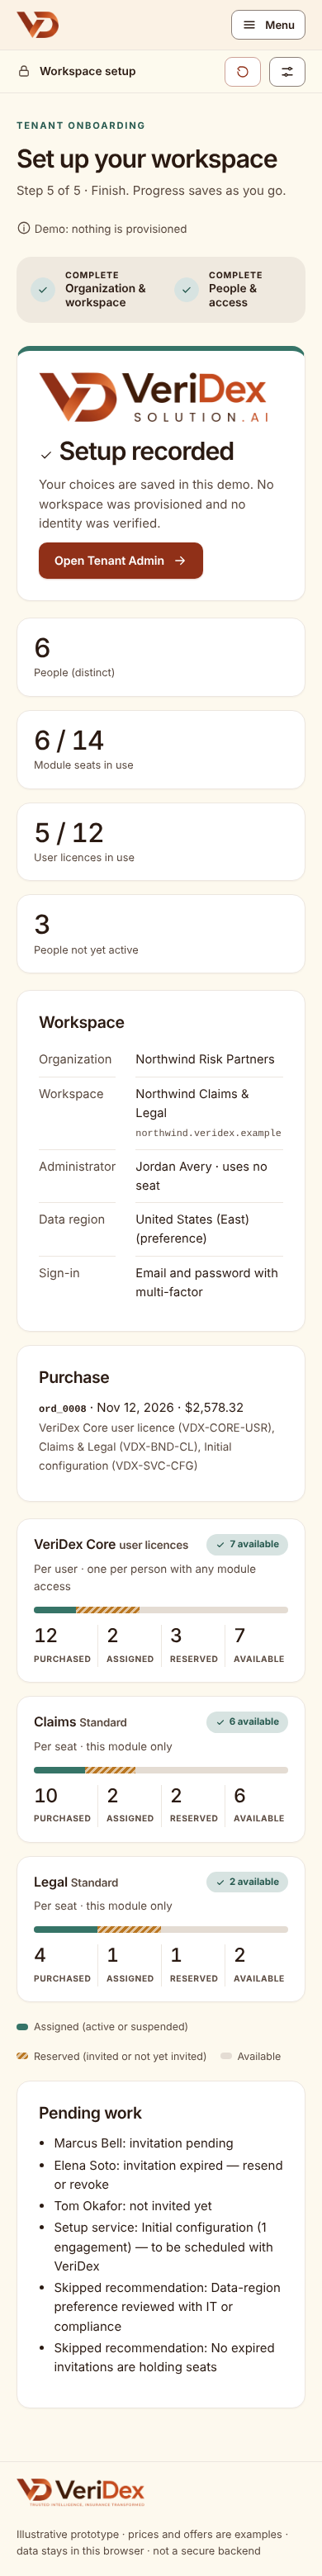 VD
Menu
Workspace setup
TENANT ONBOARDING
Set up your workspace
Step 5 of 5 · Finish. Progress saves as you go.
Demo: nothing is provisioned
COMPLETE
Organization &
workspace
COMPLETE
People &
access
VeriDex
SOLUTION.AI
Setup recorded
Your choices are saved in this demo. No
workspace was provisioned and no
identity was verified.
Open Tenant Admin →
6
People (distinct)
6 / 14
Module seats in use
5 / 12
User licences in use
3
People not yet active
Workspace
Organization Northwind Risk Partners
Workspace Northwind Claims &
Legal
northwind.veridex.example
Administrator Jordan Avery · uses no
seat
Data region United States (East)
(preference)
Sign-in Email and password with
multi-factor
Purchase
ord_0008 · Nov 12, 2026 · $2,578.32
VeriDex Core user licence (VDX-CORE-USR),
Claims & Legal (VDX-BND-CL), Initial
configuration (VDX-SVC-CFG)
VeriDex Core user licences 7 available
Per user · one per person with any module
access
12 2 3 7
PURCHASED ASSIGNED RESERVED AVAILABLE
Claims Standard 6 available
Per seat · this module only
10 2 2 6
PURCHASED ASSIGNED RESERVED AVAILABLE
Legal Standard 2 available
Per seat · this module only
4 1 1 2
PURCHASED ASSIGNED RESERVED AVAILABLE
Assigned (active or suspended)
Reserved (invited or not yet invited) Available
Pending work
• Marcus Bell: invitation pending
• Elena Soto: invitation expired — resend
or revoke
• Tom Okafor: not invited yet
• Setup service: Initial configuration (1
engagement) — to be scheduled with
VeriDex
• Skipped recommendation: Data-region
preference reviewed with IT or
compliance
• Skipped recommendation: No expired
invitations are holding seats
VeriDex
Illustrative prototype · prices and offers are examples ·
data stays in this browser · not a secure backend